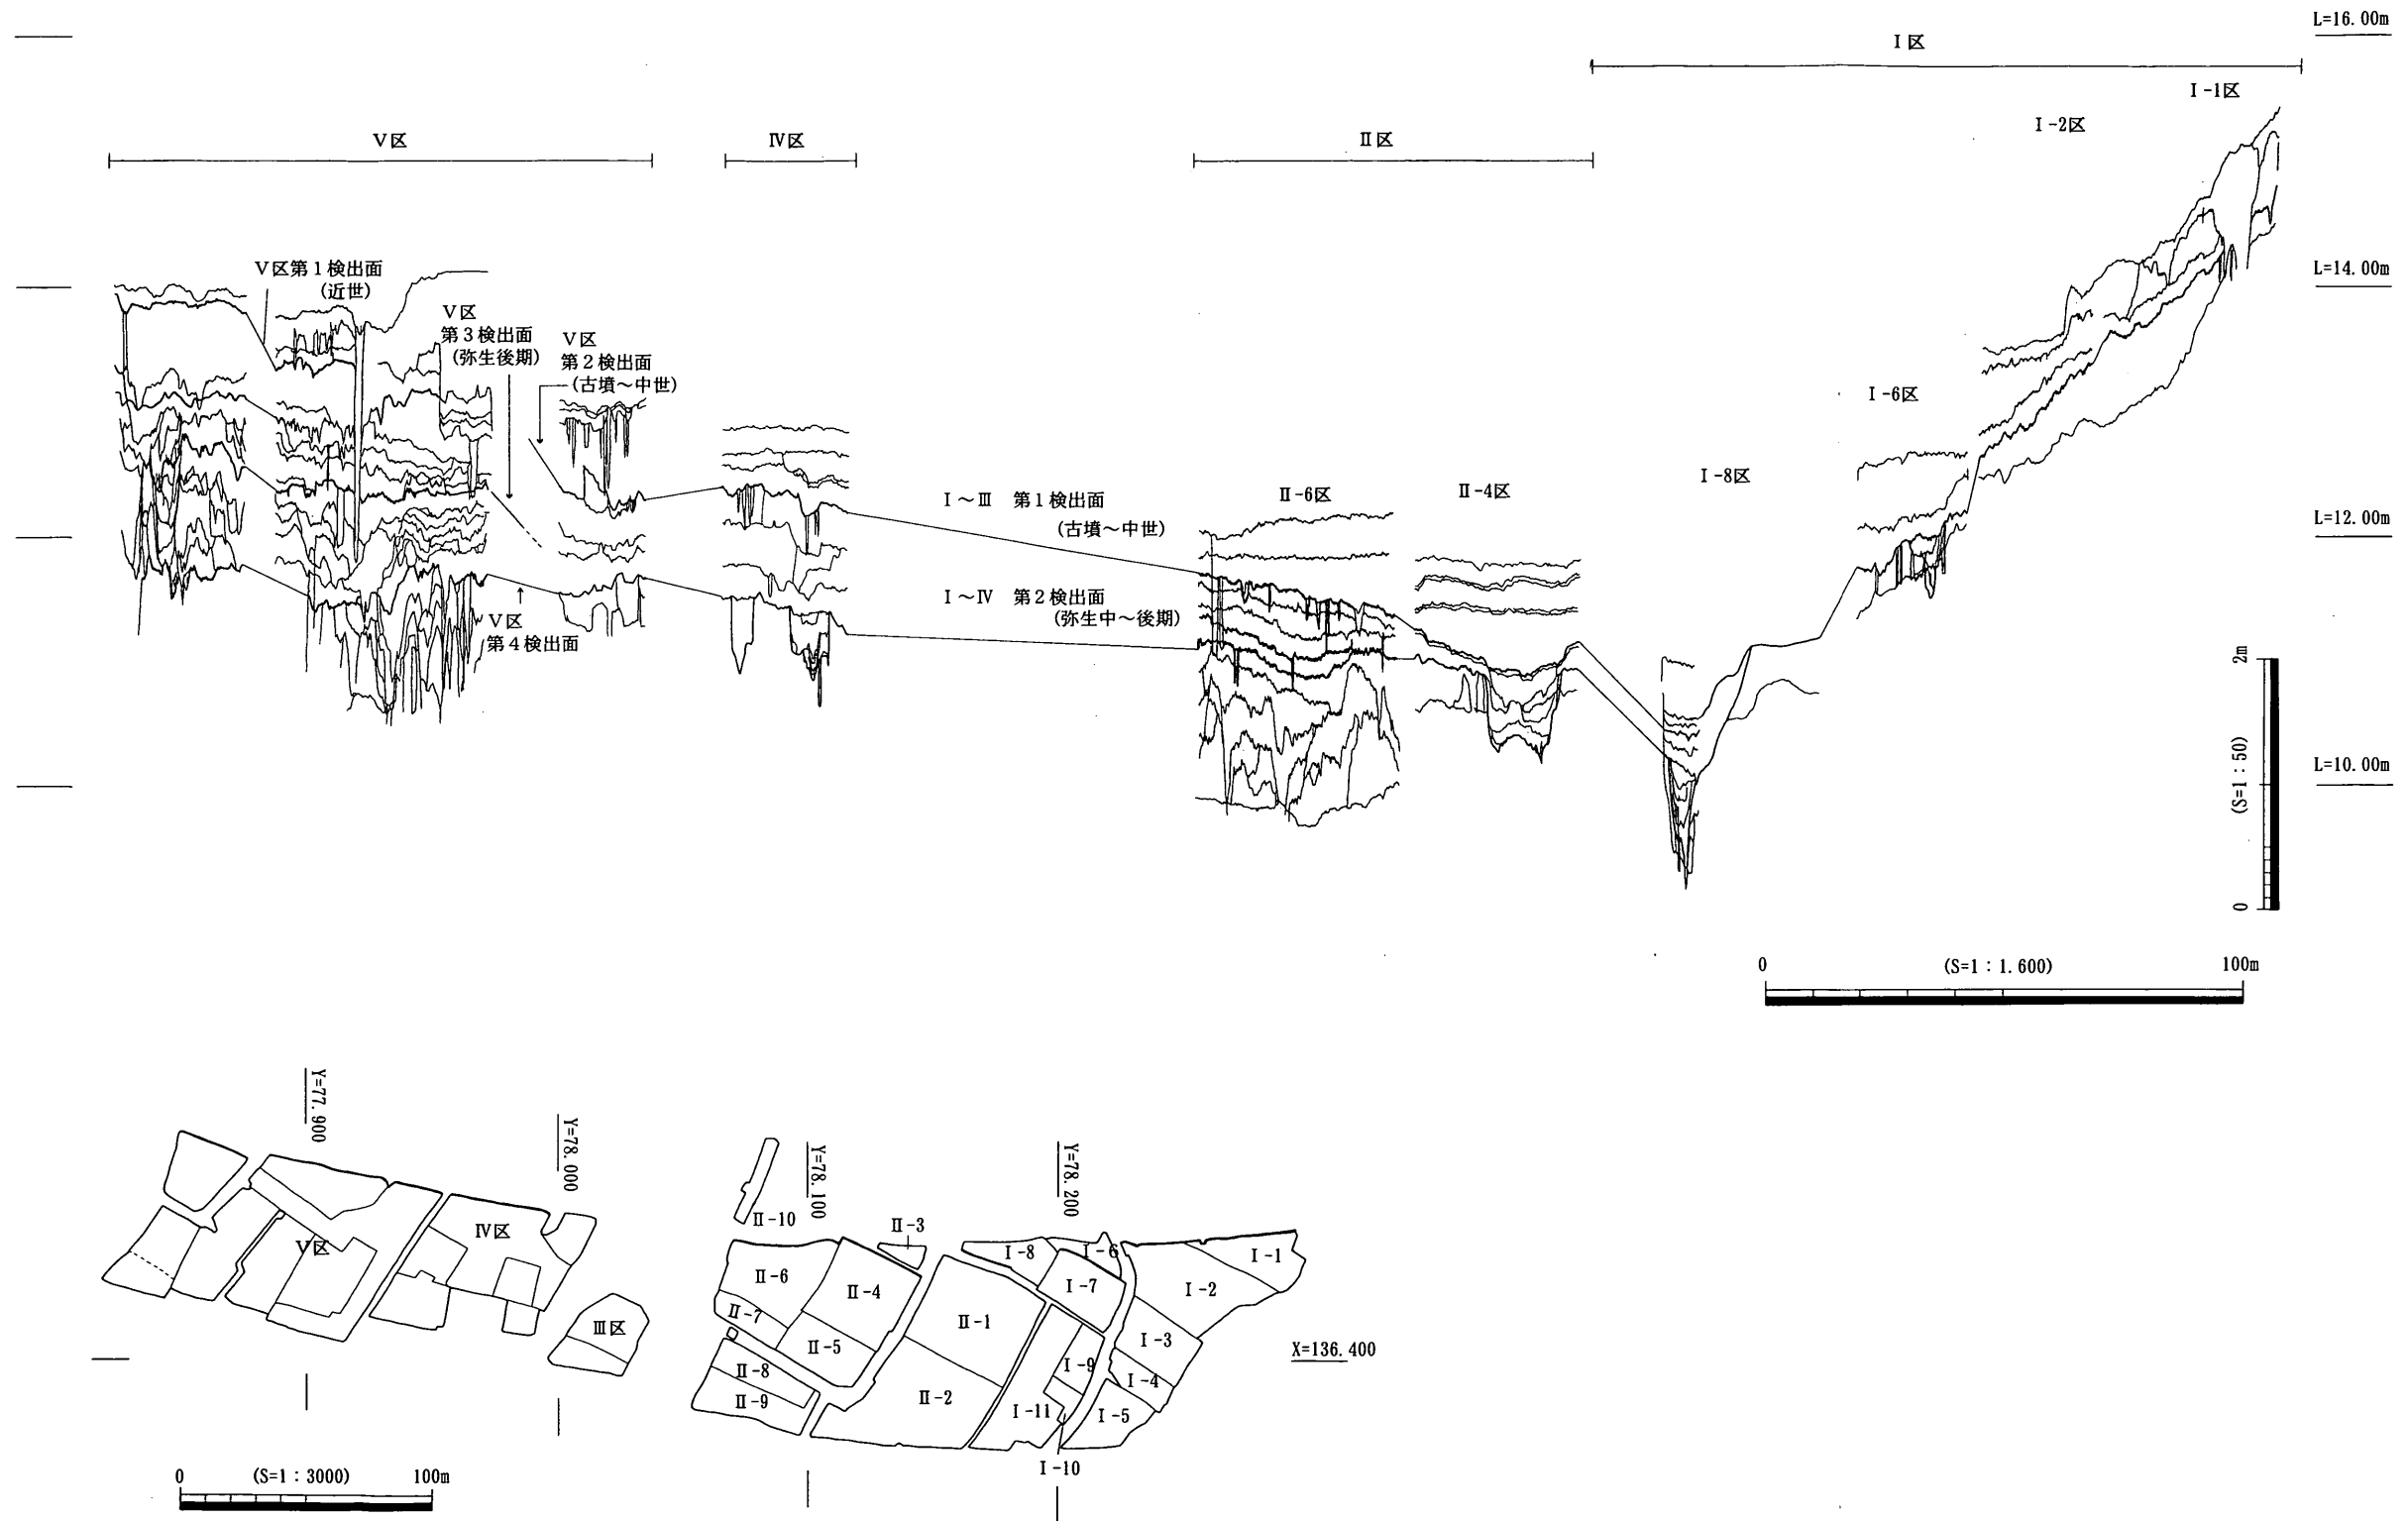 L=16.00m
Ⅰ区
Ⅰ-1区
Ⅰ-2区
Ⅴ区
Ⅳ区
Ⅱ区
Ⅴ区第1検出面
(近世)
L=14.00m
Ⅴ区
第3検出面
(弥生後期)
Ⅴ区
第2検出面
(古墳～中世)
Ⅰ-6区
Ⅰ-8区
Ⅱ-6区
Ⅱ-4区
Ⅰ～Ⅲ 第1検出面
(古墳～中世)
L=12.00m
Ⅰ～Ⅳ 第2検出面
(弥生中～後期)
Ⅴ区
第4検出面
2m
(S=1:50)
0
L=10.00m
0 (S=1:1.600) 100m
Y=77.900
Y=78.000
Y=78.100
Y=78.200
Ⅴ区
Ⅳ区
Ⅲ区
Ⅱ-10
Ⅱ-3
Ⅱ-6
Ⅱ-4
Ⅱ-7
Ⅱ-5
Ⅱ-8
Ⅱ-9
Ⅱ-1
Ⅱ-2
Ⅰ-8
Ⅰ-6
Ⅰ-1
Ⅰ-7
Ⅰ-2
Ⅰ-3
Ⅰ-9
Ⅰ-4
Ⅰ-11
Ⅰ-5
Ⅰ-10
X=136.400
0 (S=1:3000) 100m